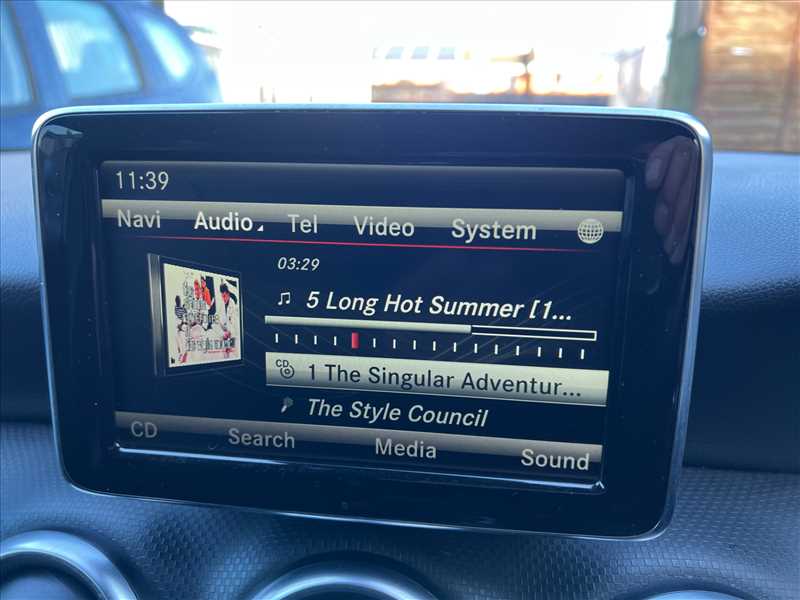 11:39
Navi Audio Tel Video System
03:29
5 Long Hot Summer [1...
CD
1 The Singular Adventur...
The Style Council
CD Search Media Sound